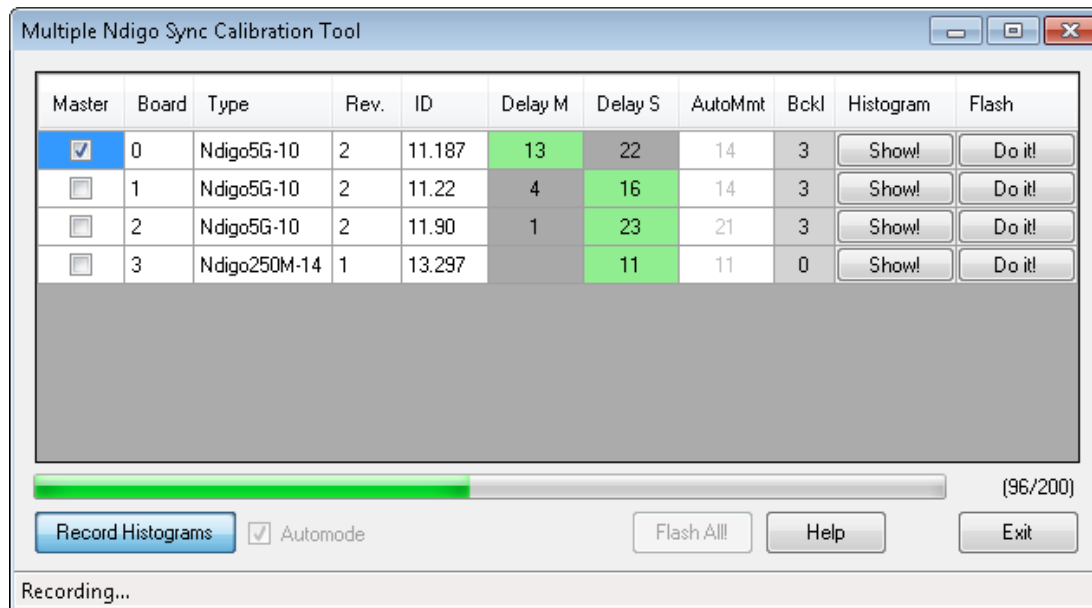 Multiple Ndigo Sync Calibration Tool
Master Board Type Rev. ID Delay M Delay S AutoMmt Bckl Histogram Flash
0 Ndigo5G-10 2 11.187 13 22 14 3 Show! Do it!
1 Ndigo5G-10 2 11.22 4 16 14 3 Show! Do it!
2 Ndigo5G-10 2 11.90 1 23 21 3 Show! Do it!
3 Ndigo250M-14 1 13.297 11 11 0 Show! Do it!
(96/200)
Record Histograms Automode Flash All! Help Exit
Recording...